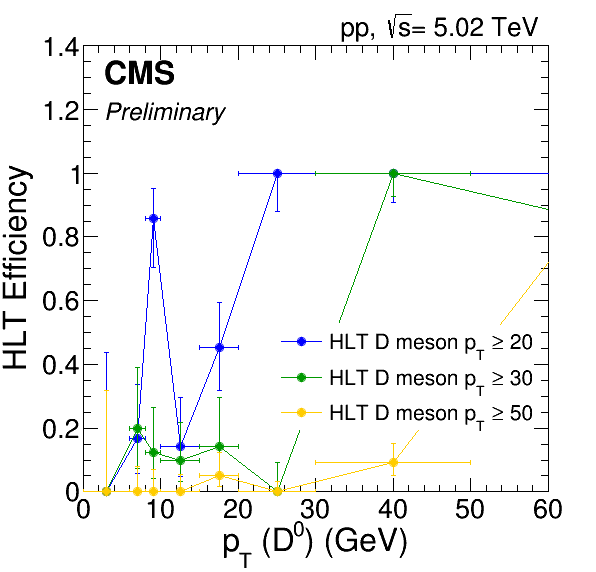 pp, √s= 5.02 TeV
1.4
CMS
Preliminary
1.2
1
0.8
0.6
0.4
0.2
0
HLT Efficiency
HLT D meson p_T ≥ 20
HLT D meson p_T ≥ 30
HLT D meson p_T ≥ 50
0 10 20 30 40 50 60
p_T (D⁰) (GeV)